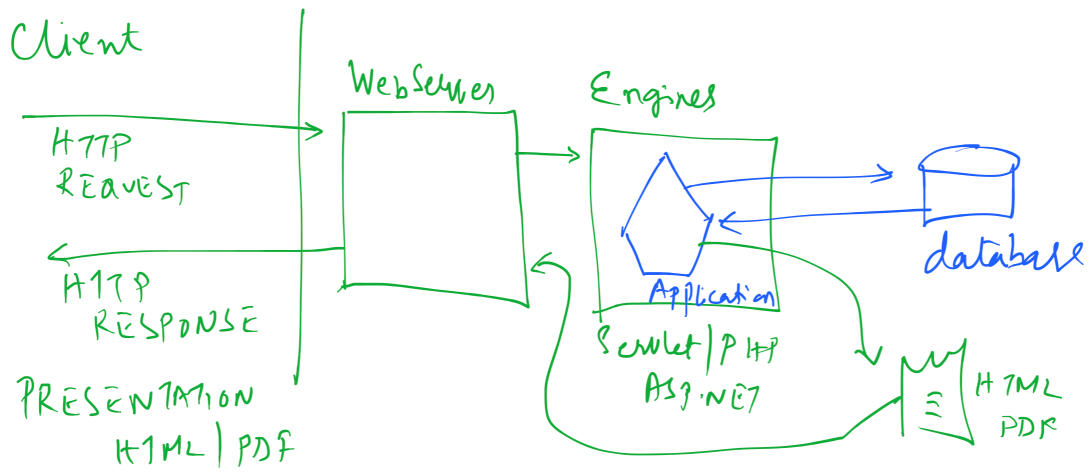 Client
HTTP
REQUEST
HTTP
RESPONSE
PRESENTATION
HTML | PDF
WebServer
Engines
Application
Servlet | PHP
ASP.NET
database
HTML
PDF